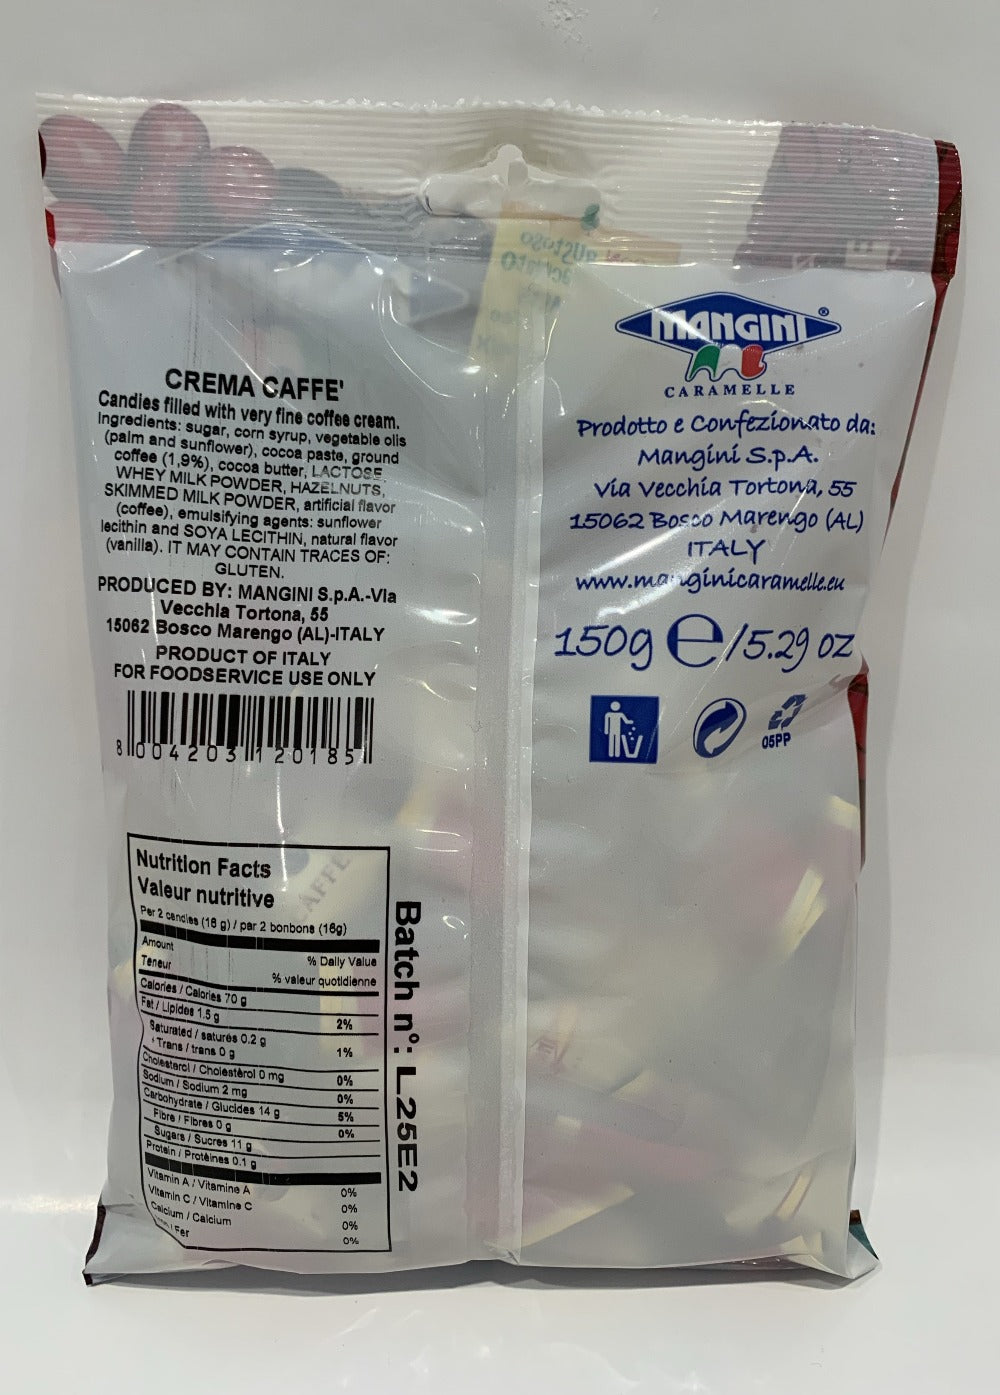 CREMA CAFFE'
Candies filled with very fine coffee cream.
Ingredients: sugar, corn syrup, vegetable olis
(palm and sunflower), cocoa paste, ground
coffee (1,9%), cocoa butter, LACTOSE,
WHEY MILK POWDER, HAZELNUTS,
SKIMMED MILK POWDER, artificial flavor
(coffee), emulsifying agents: sunflower
lecithin and SOYA LECITHIN, natural flavor
(vanilla). IT MAY CONTAIN TRACES OF:
GLUTEN.
PRODUCED BY: MANGINI S.p.A.-Via
Vecchia Tortona, 55
15062 Bosco Marengo (AL)-ITALY
PRODUCT OF ITALY
FOR FOODSERVICE USE ONLY
8 004203 120185
Nutrition Facts
Valeur nutritive
Per 2 candies (16 g) / par 2 bonbons (16g)
Amount
Teneur
% Daily Value
% valeur quotidienne
Calories / Calories 70 g
Fat / Lipides 1.5 g 2%
Saturated / saturés 0.2 g
+ Trans / trans 0 g 1%
Cholesterol / Cholestérol 0 mg 0%
Sodium / Sodium 2 mg 0%
Carbohydrate / Glucides 14 g 5%
Fibre / Fibres 0 g 0%
Sugars / Sucres 11 g
Protein / Protéines 0.1 g
Vitamin A / Vitamine A 0%
Vitamin C / Vitamine C 0%
Calcium / Calcium 0%
/ Fer 0%
Batch n°: L.25E2
MANGINI®
CARAMELLE
Prodotto e Confezionato da:
Mangini S.p.A.
Via Vecchia Tortona, 55
15062 Bosco Marengo (AL)
ITALY
www.manginicaramelle.eu
150g e/5.29 oz
05PP